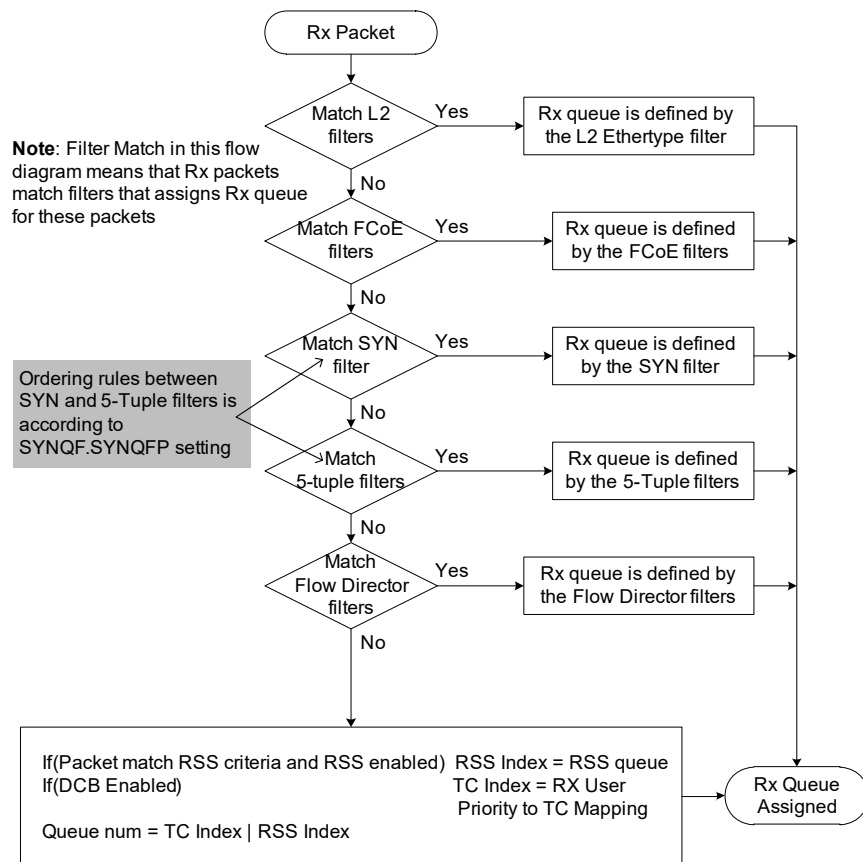 Rx Packet
Match L2
filters
Yes
Rx queue is defined by
the L2 Ethertype filter
Note: Filter Match in this flow
diagram means that Rx packets
match filters that assigns Rx queue
for these packets
No
Match FCoE
filters
Yes
Rx queue is defined
by the FCoE filters
No
Match SYN
filter
Yes
Rx queue is defined
by the SYN filter
Ordering rules between
SYN and 5-Tuple filters is
according to
SYNQF.SYNQFP setting
No
Match
5-tuple filters
Yes
Rx queue is defined
by the 5-Tuple filters
No
Match
Flow Director
filters
Yes
Rx queue is defined by
the Flow Director filters
No
If(Packet match RSS criteria and RSS enabled) RSS Index = RSS queue
If(DCB Enabled) TC Index = RX User
Priority to TC Mapping
Queue num = TC Index | RSS Index
Rx Queue
Assigned